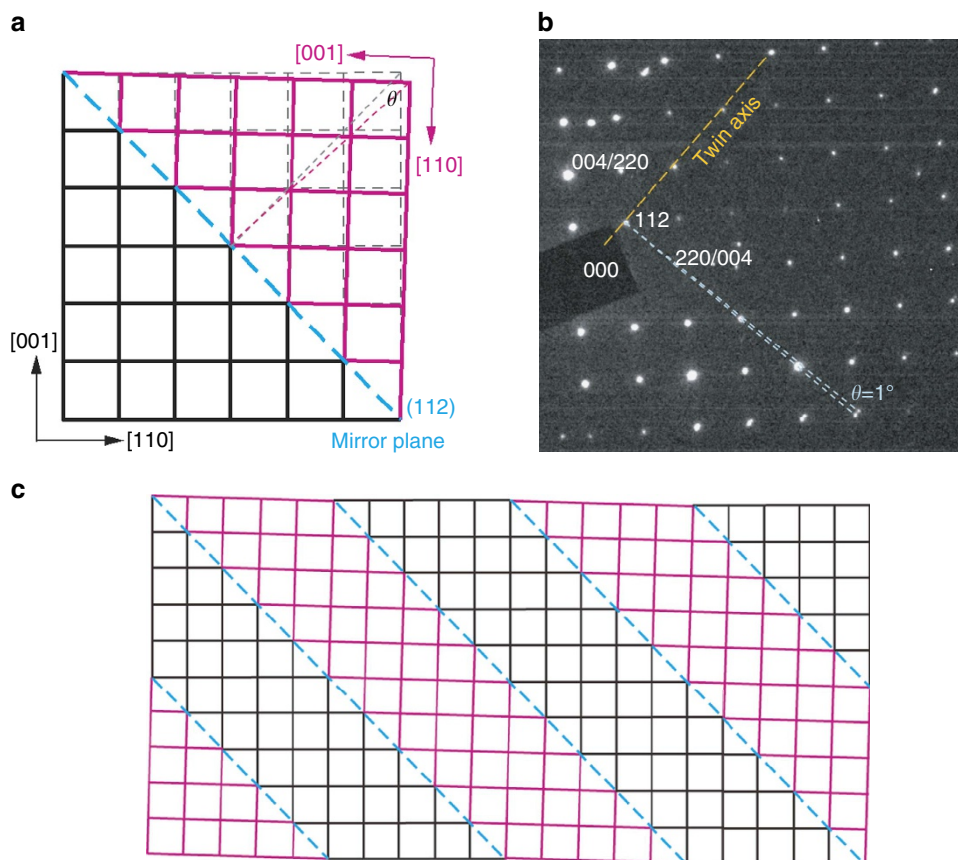 a
[001]
θ
[110]
[001]
[110]
(112)
Mirror plane
b
Twin axis
004/220
112
220/004
000
θ=1°
c